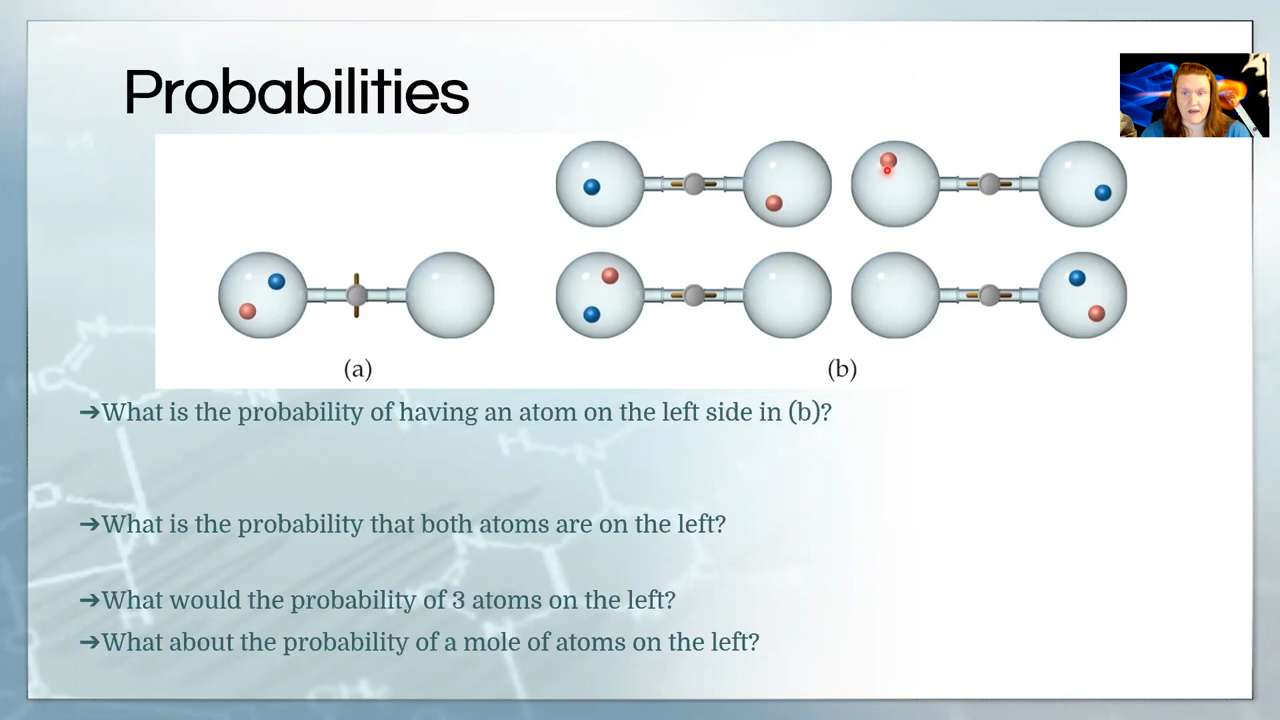 Probabilities
(a)
(b)
➔What is the probability of having an atom on the left side in (b)?
➔What is the probability that both atoms are on the left?
➔What would the probability of 3 atoms on the left?
➔What about the probability of a mole of atoms on the left?